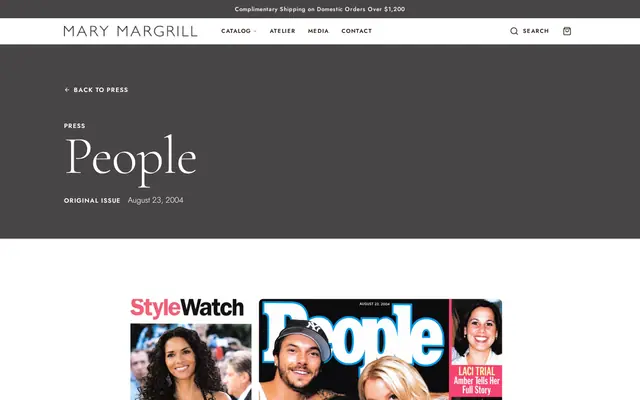 Complimentary Shipping on Domestic Orders Over $1,200
MARY MARGRILL
CATALOG
ATELIER
MEDIA
CONTACT
SEARCH
← BACK TO PRESS
PRESS
People
ORIGINAL ISSUE August 23, 2004
StyleWatch
AUGUST 23, 2004
People
LACI TRIAL
Amber Tells Her
Full Story